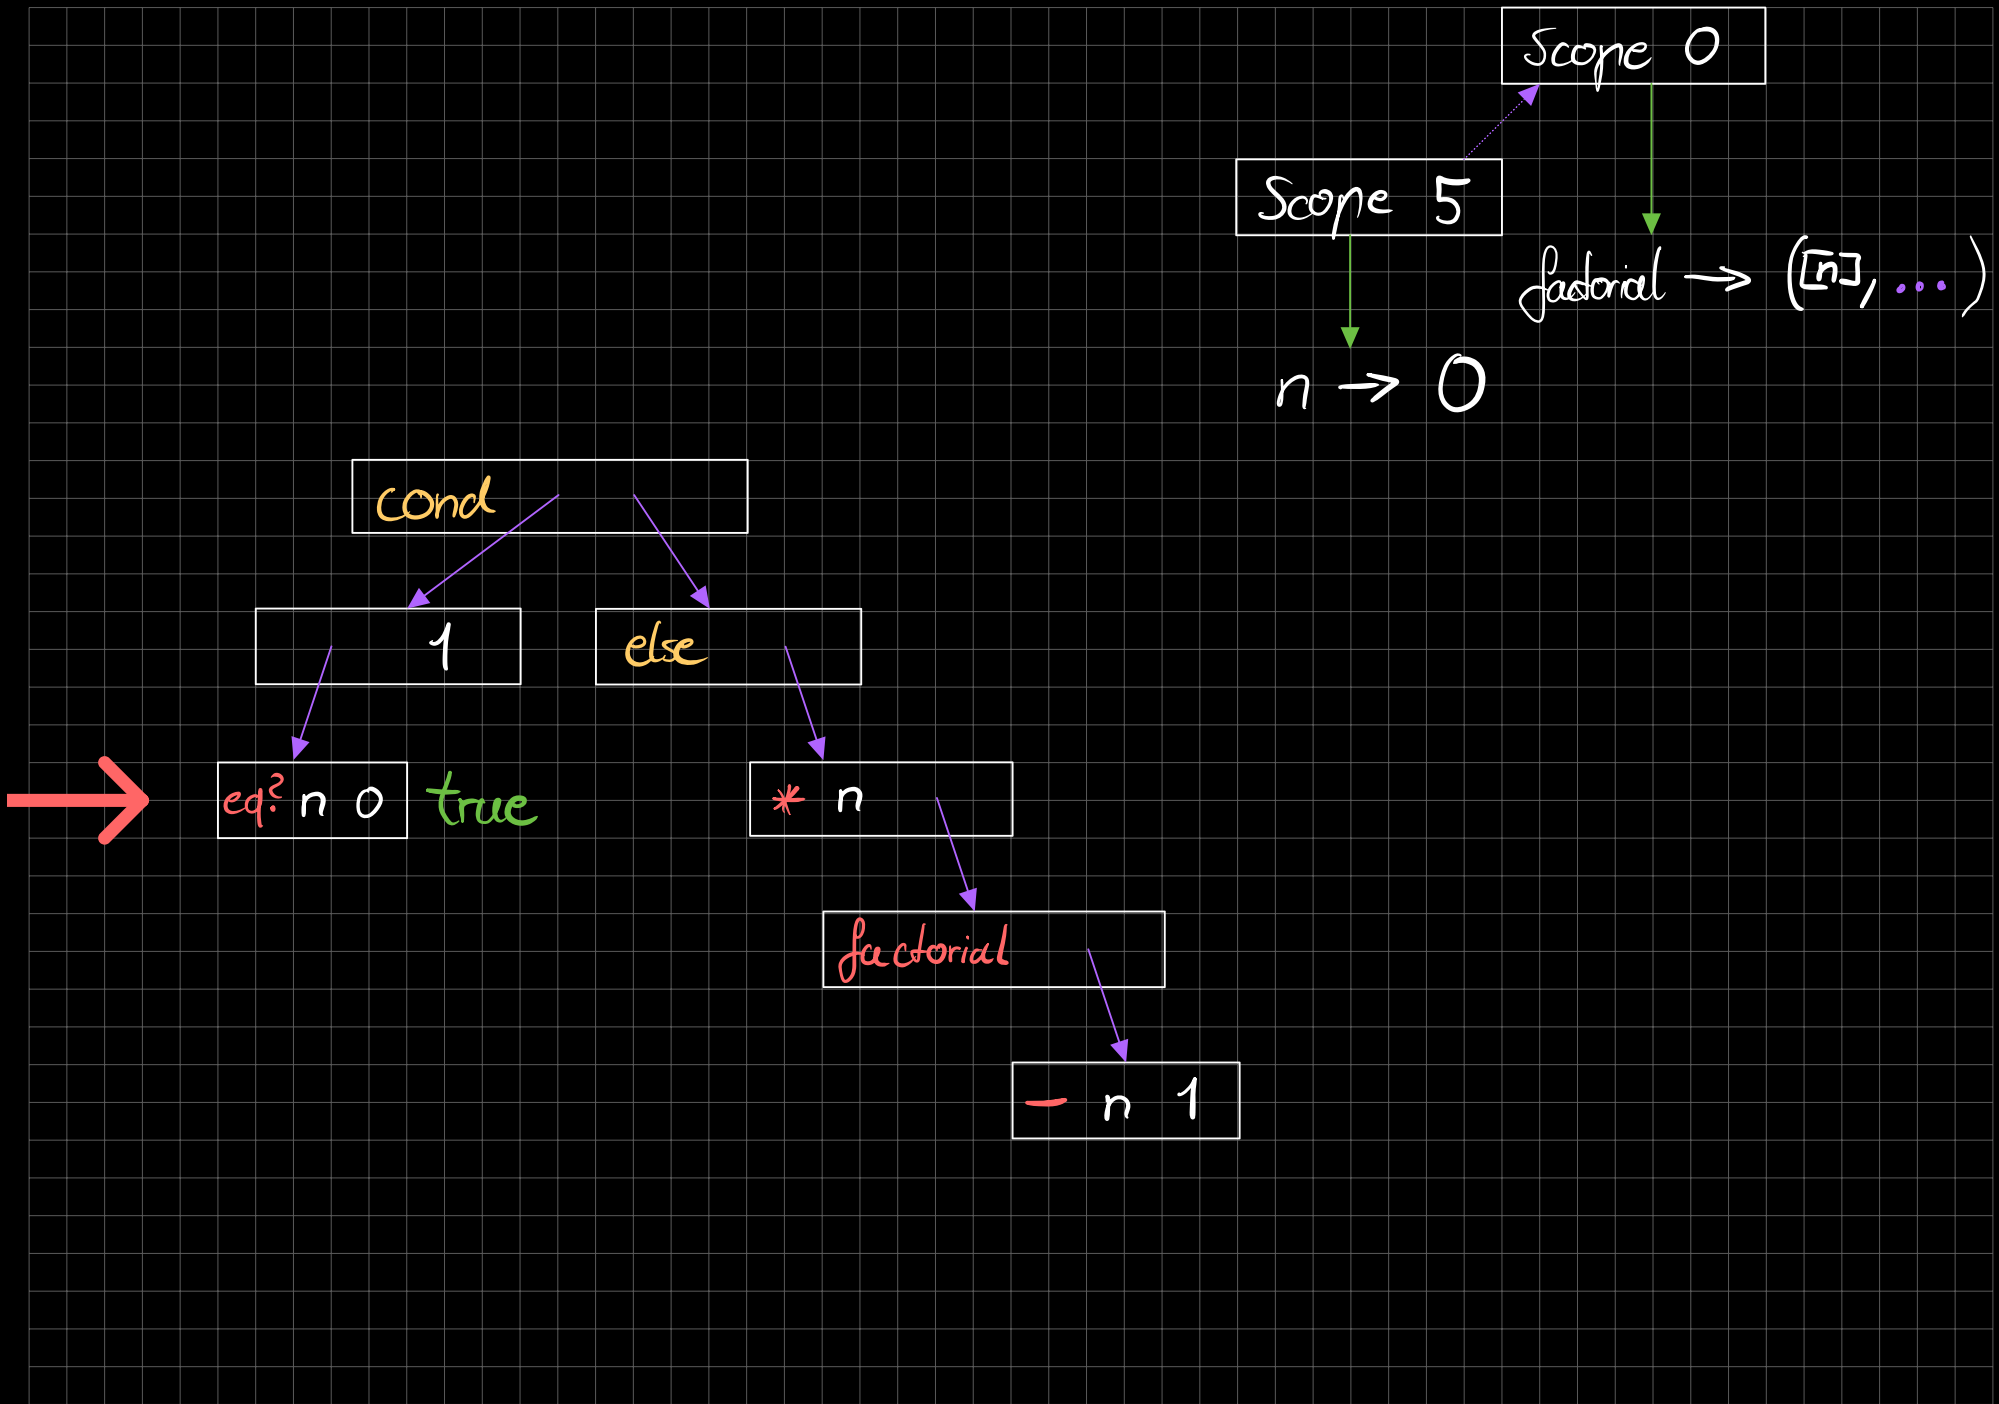 Scope 0
Scope 5
factorial → ([n], ...)
n → 0
cond
1
else
eq? n 0 true
* n
factorial
- n 1